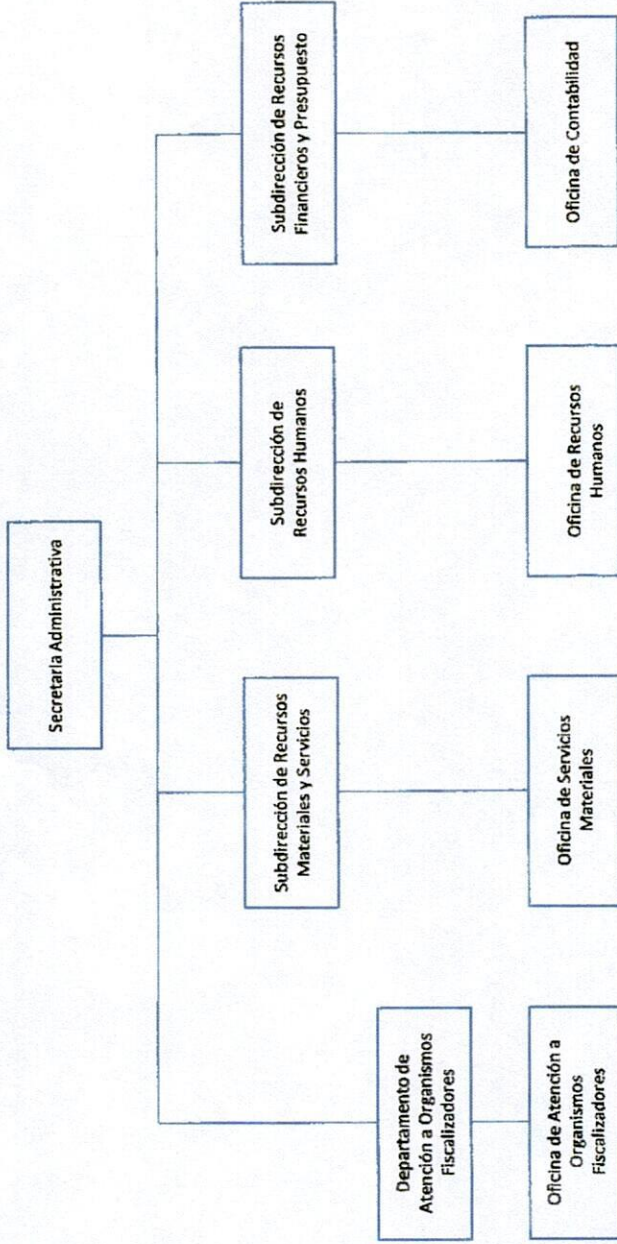 Secretaría Administrativa
Departamento de
Atención a Organismos
Fiscalizadores
Subdirección de Recursos
Materiales y Servicios
Subdirección de
Recursos Humanos
Subdirección de Recursos
Financieros y Presupuesto
Oficina de Atención a
Organismos
Fiscalizadores
Oficina de Servicios
Materiales
Oficina de Recursos
Humanos
Oficina de Contabilidad